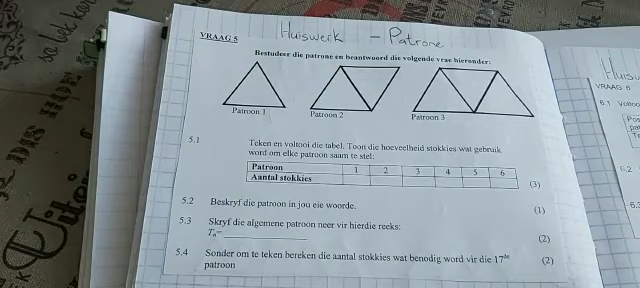 Huiswerk - Patrone
VRAAG 5
Bestudeer die patrone en beantwoord die volgende vrae hieronder:
Patroon 1 Patroon 2 Patroon 3
5.1 Teken en voltooi die tabel. Toon die hoeveelheid stokkies wat gebruik
word om elke patroon saam te stel:
Patroon 1 2 3 4 5 6
Aantal stokkies
(3)
5.2 Beskryf die patroon in jou eie woorde. (1)
5.3 Skryf die algemene patroon neer vir hierdie reeks:
Tn= (2)
5.4 Sonder om te teken bereken die aantal stokkies wat benodig word vir die 17de (2)
patroon
VRAAG 6
6.1
6.2